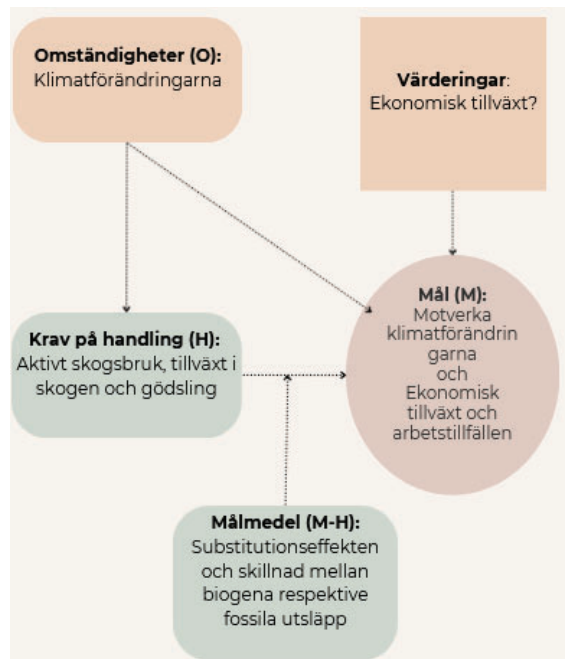 Omständigheter (O):
Klimatförändringarna
Värderingar:
Ekonomisk tillväxt?
Krav på handling (H):
Aktivt skogsbruk, tillväxt i
skogen och gödsling
Mål (M):
Motverka
klimatförändrin
garna
och
Ekonomisk
tillväxt och
arbetstillfällen
Målmedel (M-H):
Substitutionseffekten
och skillnad mellan
biogena respektive
fossila utsläpp